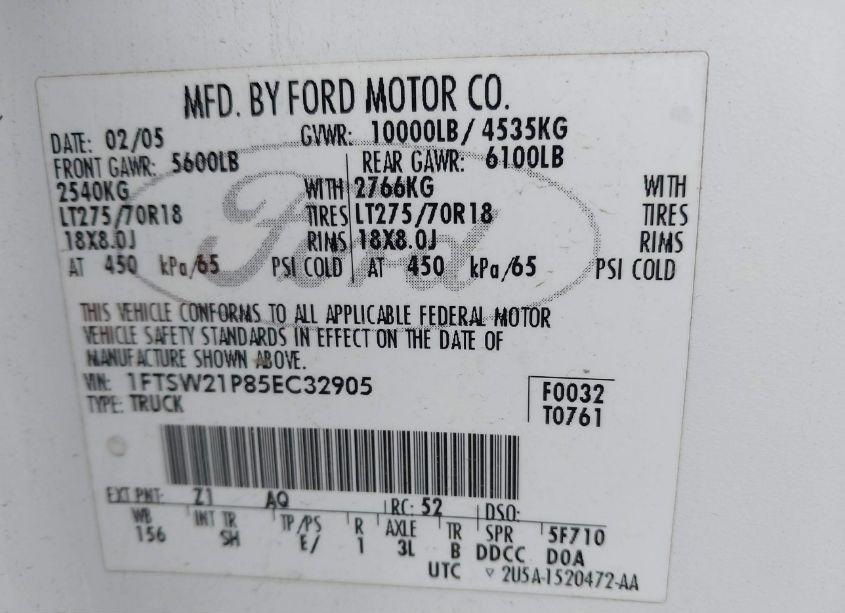 MFD. BY FORD MOTOR CO.
DATE: 02/05 GVWR: 10000LB/ 4535KG
FRONT GAWR: 5600LB REAR GAWR: 6100LB
2540KG WITH 2766KG WITH
LT275/70R18 TIRES LT275/70R18 TIRES
18X8.0J RIMS 18X8.0J RIMS
AT 450 kPa/65 PSI COLD AT 450 kPa/65 PSI COLD
Ford
THIS VEHICLE CONFORMS TO ALL APPLICABLE FEDERAL MOTOR
VEHICLE SAFETY STANDARDS IN EFFECT ON THE DATE OF
MANUFACTURE SHOWN ABOVE.
VIN: 1FTSW21P85EC32905 F0032
TYPE: TRUCK T0761
EXT PNT: Z1 AQ RC: 52 DSO:
WB INT TR TP/PS R AXLE TR SPR 5F710
156 SH E/ 1 3L B DDCC DOA
UTC ▽ 2U5A-1520472-AA